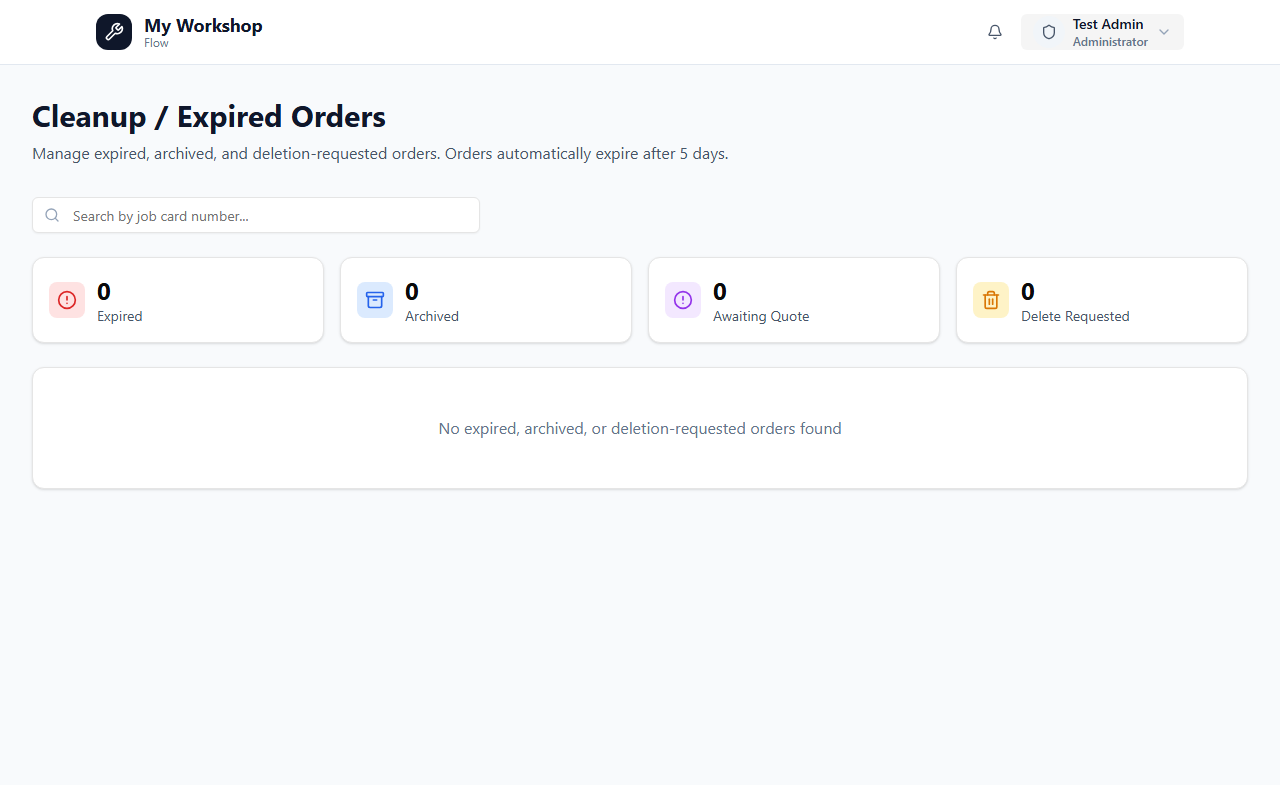 My Workshop
Flow
Test Admin
Administrator
Cleanup / Expired Orders
Manage expired, archived, and deletion-requested orders. Orders automatically expire after 5 days.
Search by job card number...
0
Expired
0
Archived
0
Awaiting Quote
0
Delete Requested
No expired, archived, or deletion-requested orders found